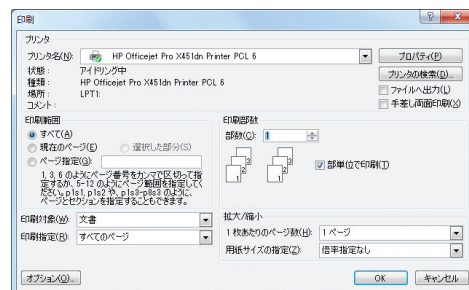 印刷
プリンタ
プリンタ名(N): HP Officejet Pro X451dn Printer PCL 6 プロパティ(P)
状態: アイドリング中 プリンタの検索(D)...
種類: HP Officejet Pro X451dn Printer PCL 6
場所: LPT1: ファイルへ出力(L)
コメント: 手差し両面印刷(X)
印刷範囲
すべて(A)
現在のページ(E) 選択した部分(S)
ページ指定(G):
1, 3, 6 のようにページ番号をカンマで区切って指
定するか、5-12 のようにページ範囲を指定してく
ださい。p1s1, p1s2 や、p1s3-p8s3 のように、
ページとセクションを指定することもできます。
印刷部数
部数(C): 1
1 2 3 1 2 3 部単位で印刷(T)
印刷対象(W): 文書
印刷指定(R): すべてのページ
拡大/縮小
1 枚あたりのページ数(H): 1 ページ
用紙サイズの指定(Z): 倍率指定なし
オプション(O)... OK キャンセル